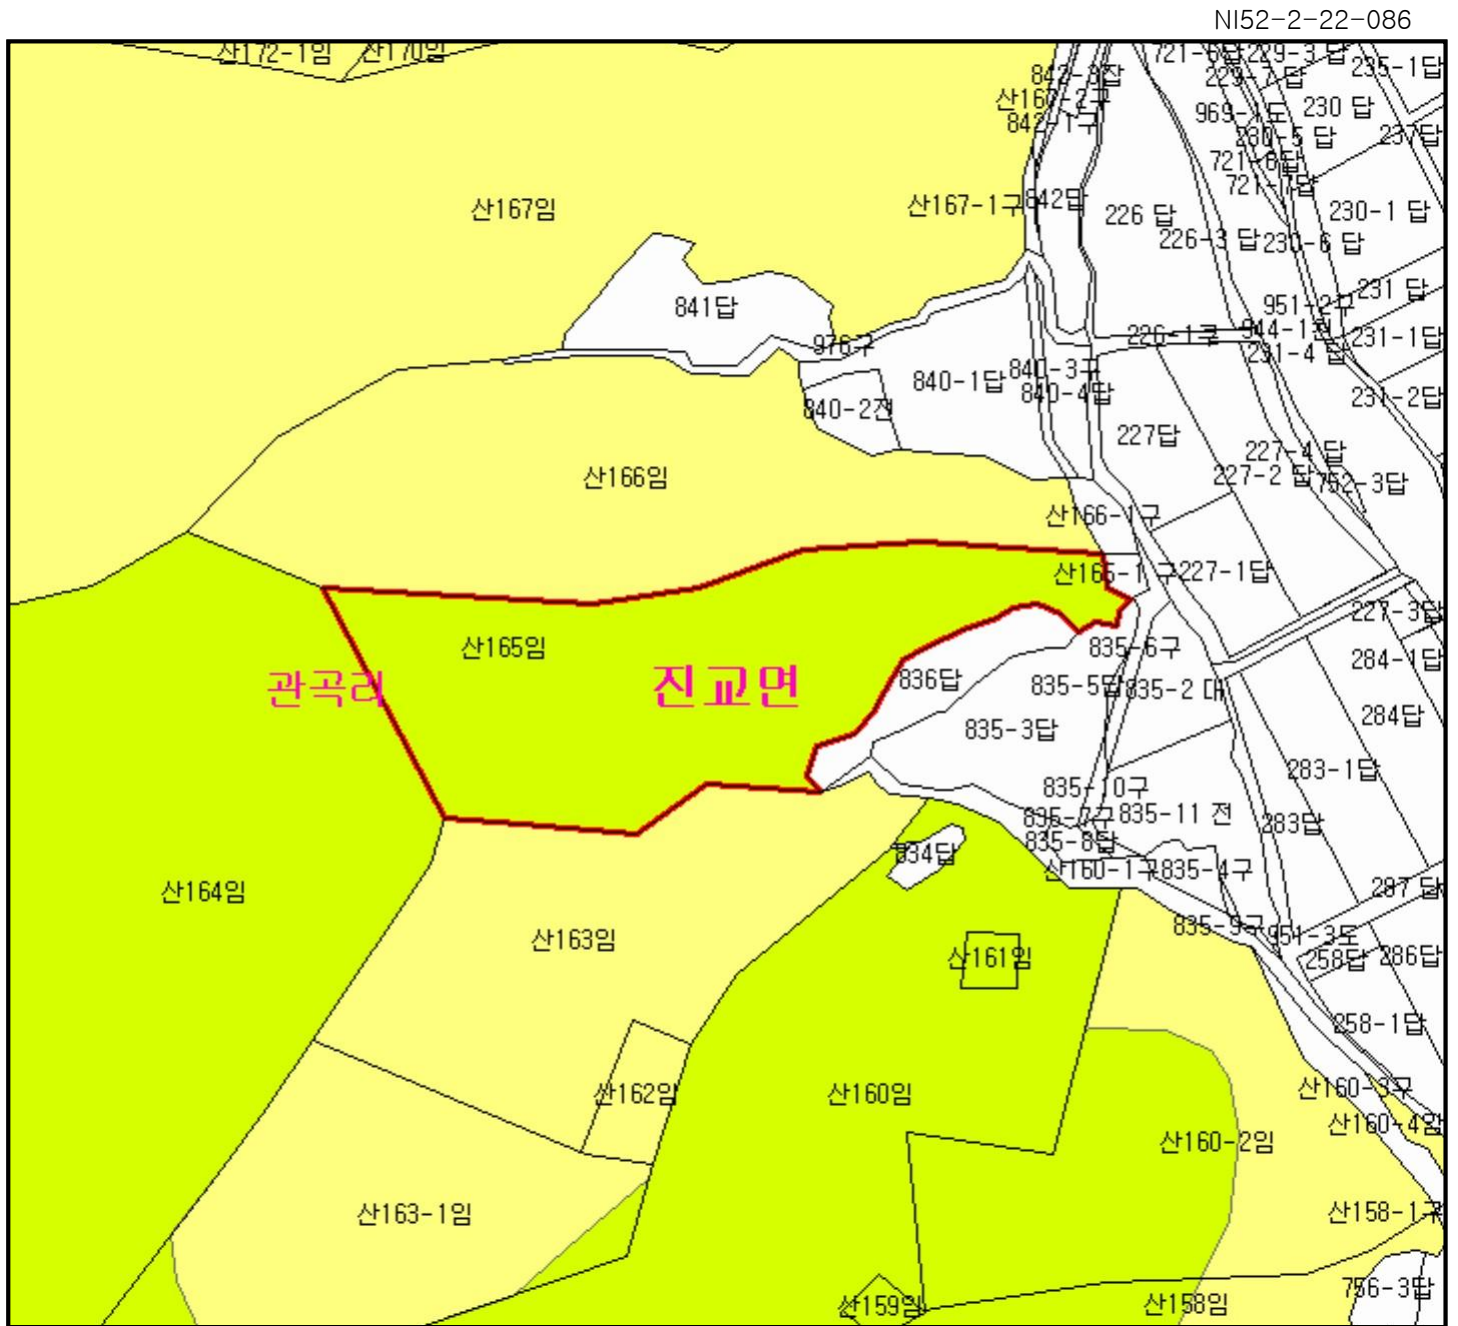 NI52-2-22-086
산172-1임
산170임
842-3잡
721-6답
229-3 답
229-7 답
235-1답
산167-2구
842-1구
969-1도
230 답
230-5 답
237답
721-8답
721-7답
산167임
산167-1구
842답
226 답
230-1 답
226-3 답
230-6 답
841답
231 답
951-2구
976구
226-1구
944-1천
231-1답
231-4 답
840-1답
840-3구
840-4답
231-2답
840-2전
227답
227-4 답
산166임
227-2 답
752-3답
산166-1구
산165-1 구
227-1답
227-3답
산165임
835-6구
284-1답
관곡리
진교면
836답
835-5답
835-2 대
284답
835-3답
283-1답
835-10구
835-7구
835-11 전
283답
835-8답
834답
산160-1구
835-4구
산164임
287 답
835-9구
산163임
951-3도
산161임
258답
286답
258-1답
산162임
산160임
산160-3구
산160-4임
산160-2임
산163-1임
산158-1구
756-3답
산159임
산158임